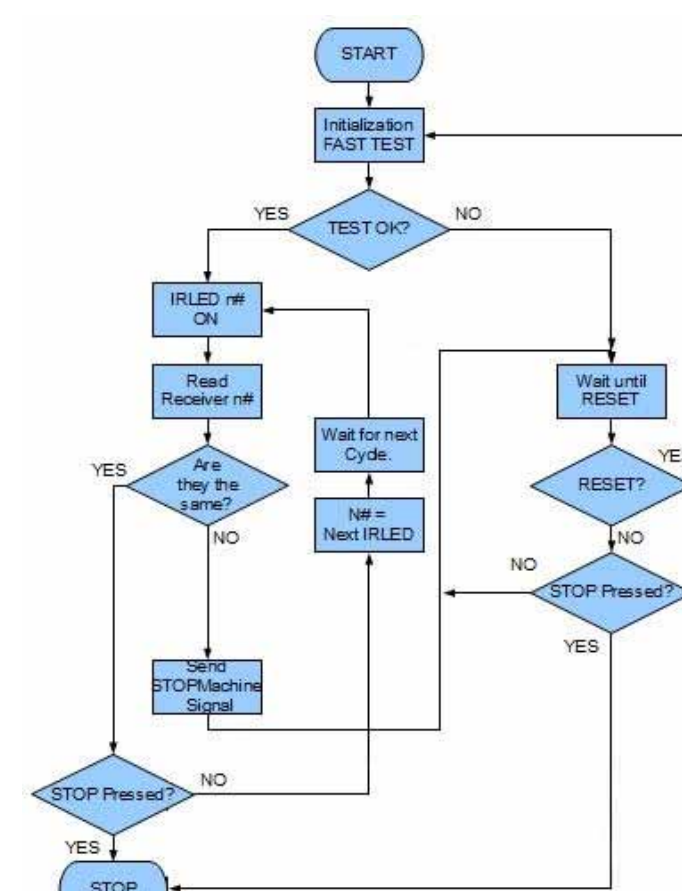 START
Initialization
FAST TEST
YES
TEST OK?
NO
IRLED n#
ON
Read
Receiver n#
Wait until
RESET
Wait for next
Cycle.
YES
Are
they the
same?
NO
RESET?
YE
N# =
Next IRLED
NO
NO
STOP Pressed?
YES
Send
STOPMachine
Signal
STOP Pressed?
NO
YES
STOP